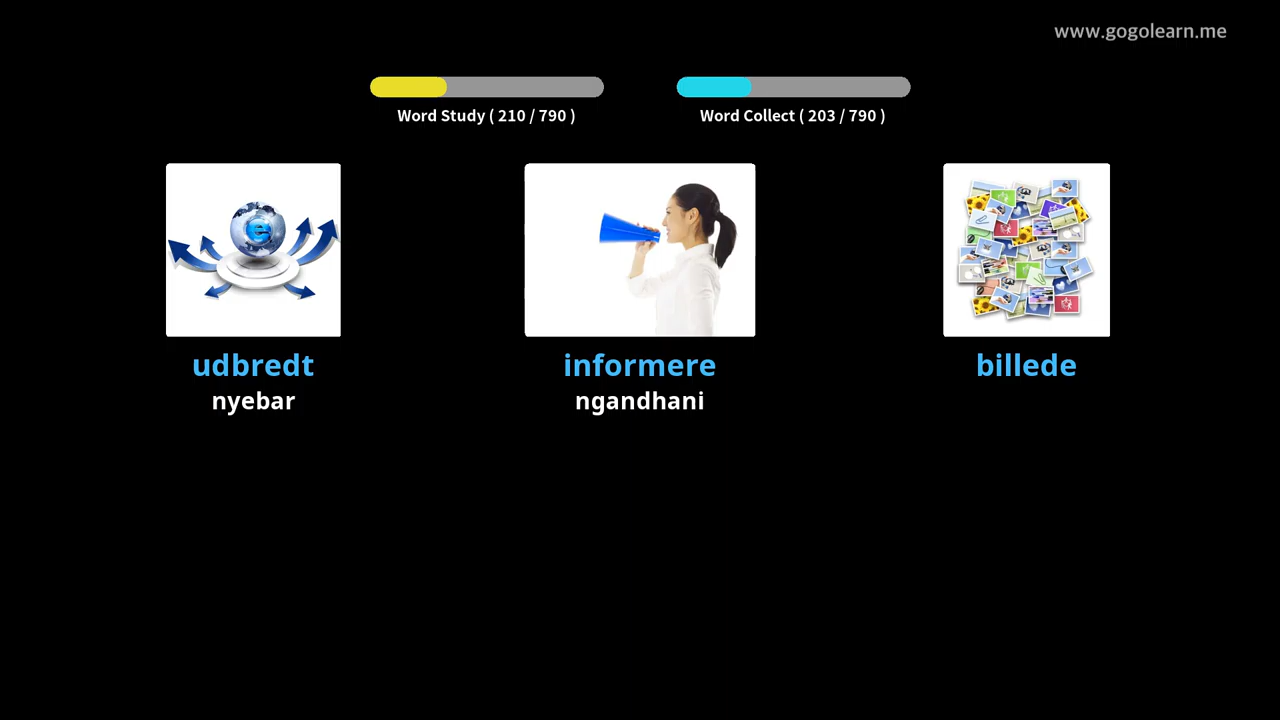 www.gogolearn.me
Word Study ( 210 / 790 )
Word Collect ( 203 / 790 )
e
udbredt
nyebar
informere
ngandhani
billede